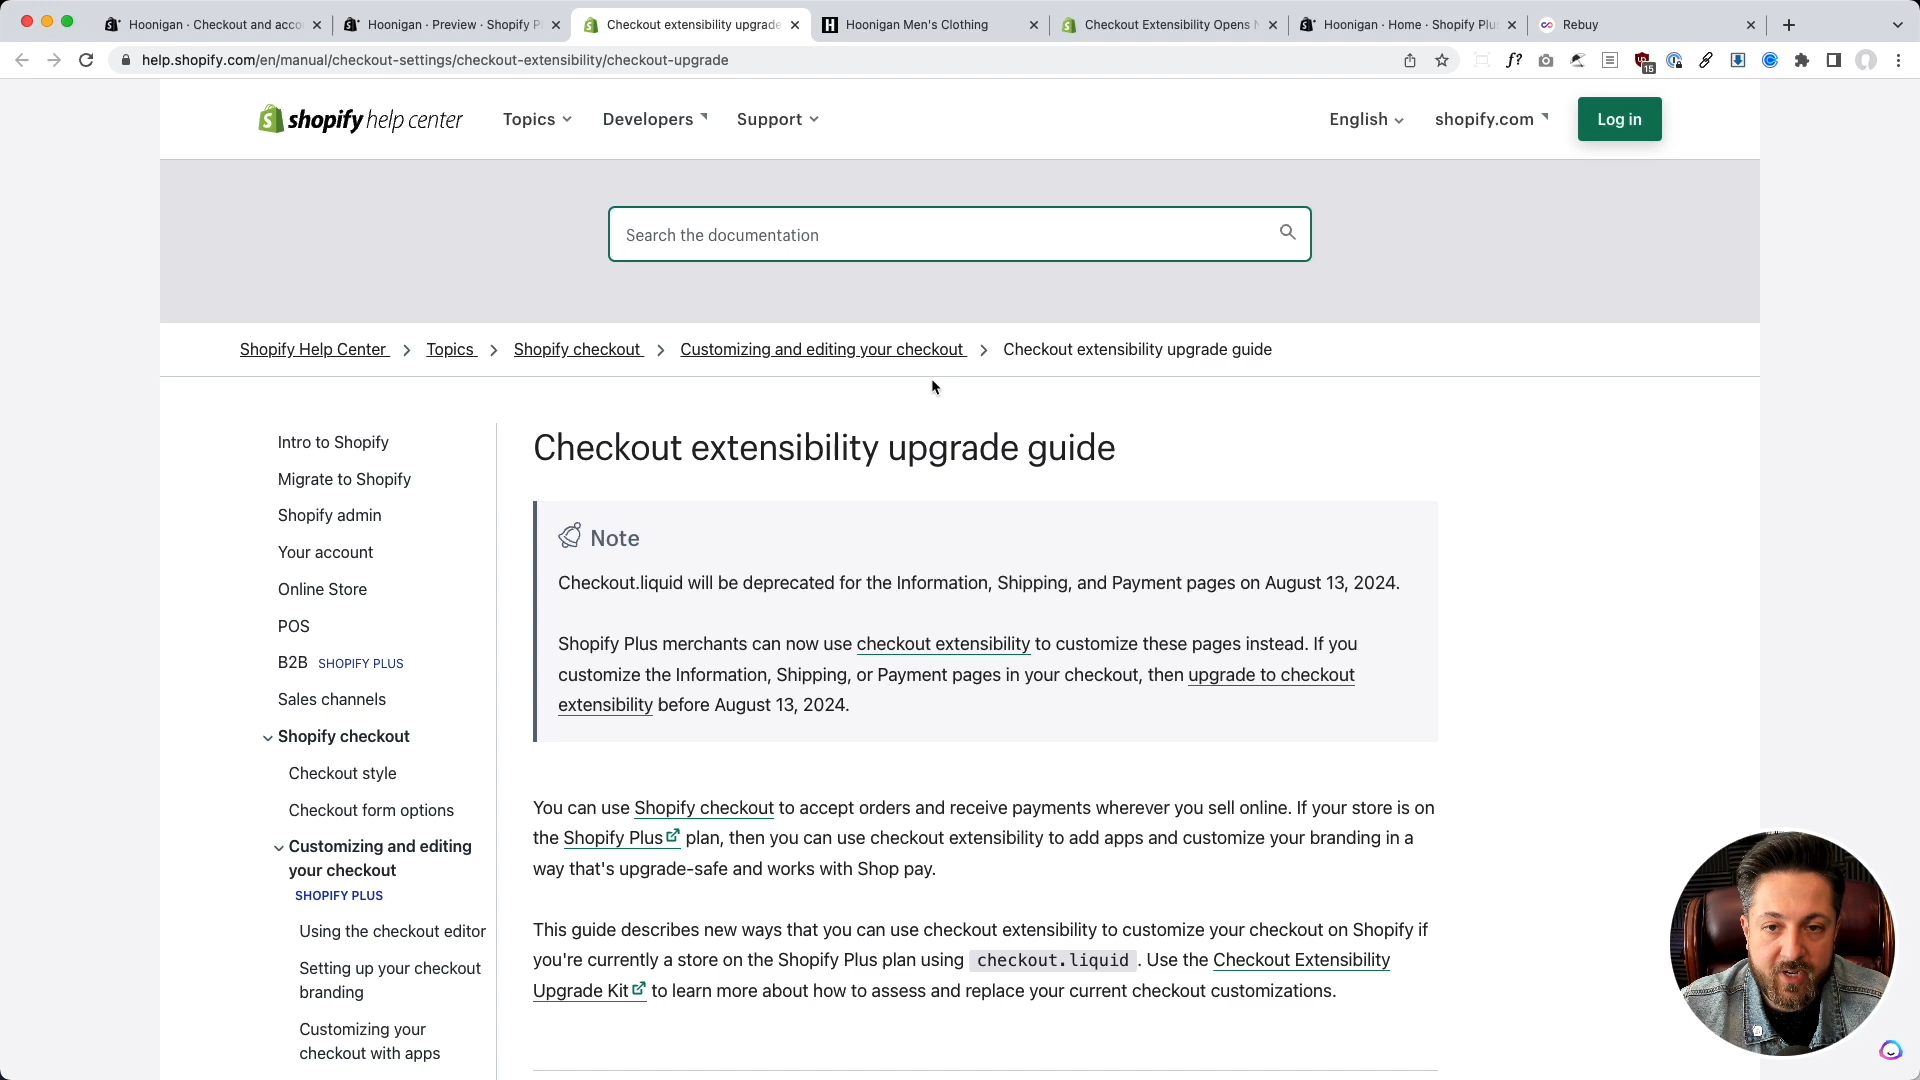 Hoonigan · Checkout and acco
Hoonigan · Preview · Shopify P
Checkout extensibility upgrade
Hoonigan Men's Clothing
Checkout Extensibility Opens N
Hoonigan · Home · Shopify Plu
Rebuy
help.shopify.com/en/manual/checkout-settings/checkout-extensibility/checkout-upgrade
f?
15
shopify help center
Topics
Developers
Support
English
shopify.com
Log in
Search the documentation
Shopify Help Center > Topics > Shopify checkout > Customizing and editing your checkout > Checkout extensibility upgrade guide
Intro to Shopify
Migrate to Shopify
Shopify admin
Your account
Online Store
POS
B2B SHOPIFY PLUS
Sales channels
Shopify checkout
Checkout style
Checkout form options
Customizing and editing
your checkout
SHOPIFY PLUS
Using the checkout editor
Setting up your checkout
branding
Customizing your
checkout with apps
Checkout extensibility upgrade guide
Note
Checkout.liquid will be deprecated for the Information, Shipping, and Payment pages on August 13, 2024.
Shopify Plus merchants can now use checkout extensibility to customize these pages instead. If you
customize the Information, Shipping, or Payment pages in your checkout, then upgrade to checkout
extensibility before August 13, 2024.
You can use Shopify checkout to accept orders and receive payments wherever you sell online. If your store is on
the Shopify Plus plan, then you can use checkout extensibility to add apps and customize your branding in a
way that's upgrade-safe and works with Shop pay.
This guide describes new ways that you can use checkout extensibility to customize your checkout on Shopify if
you're currently a store on the Shopify Plus plan using checkout.liquid . Use the Checkout Extensibility
Upgrade Kit to learn more about how to assess and replace your current checkout customizations.